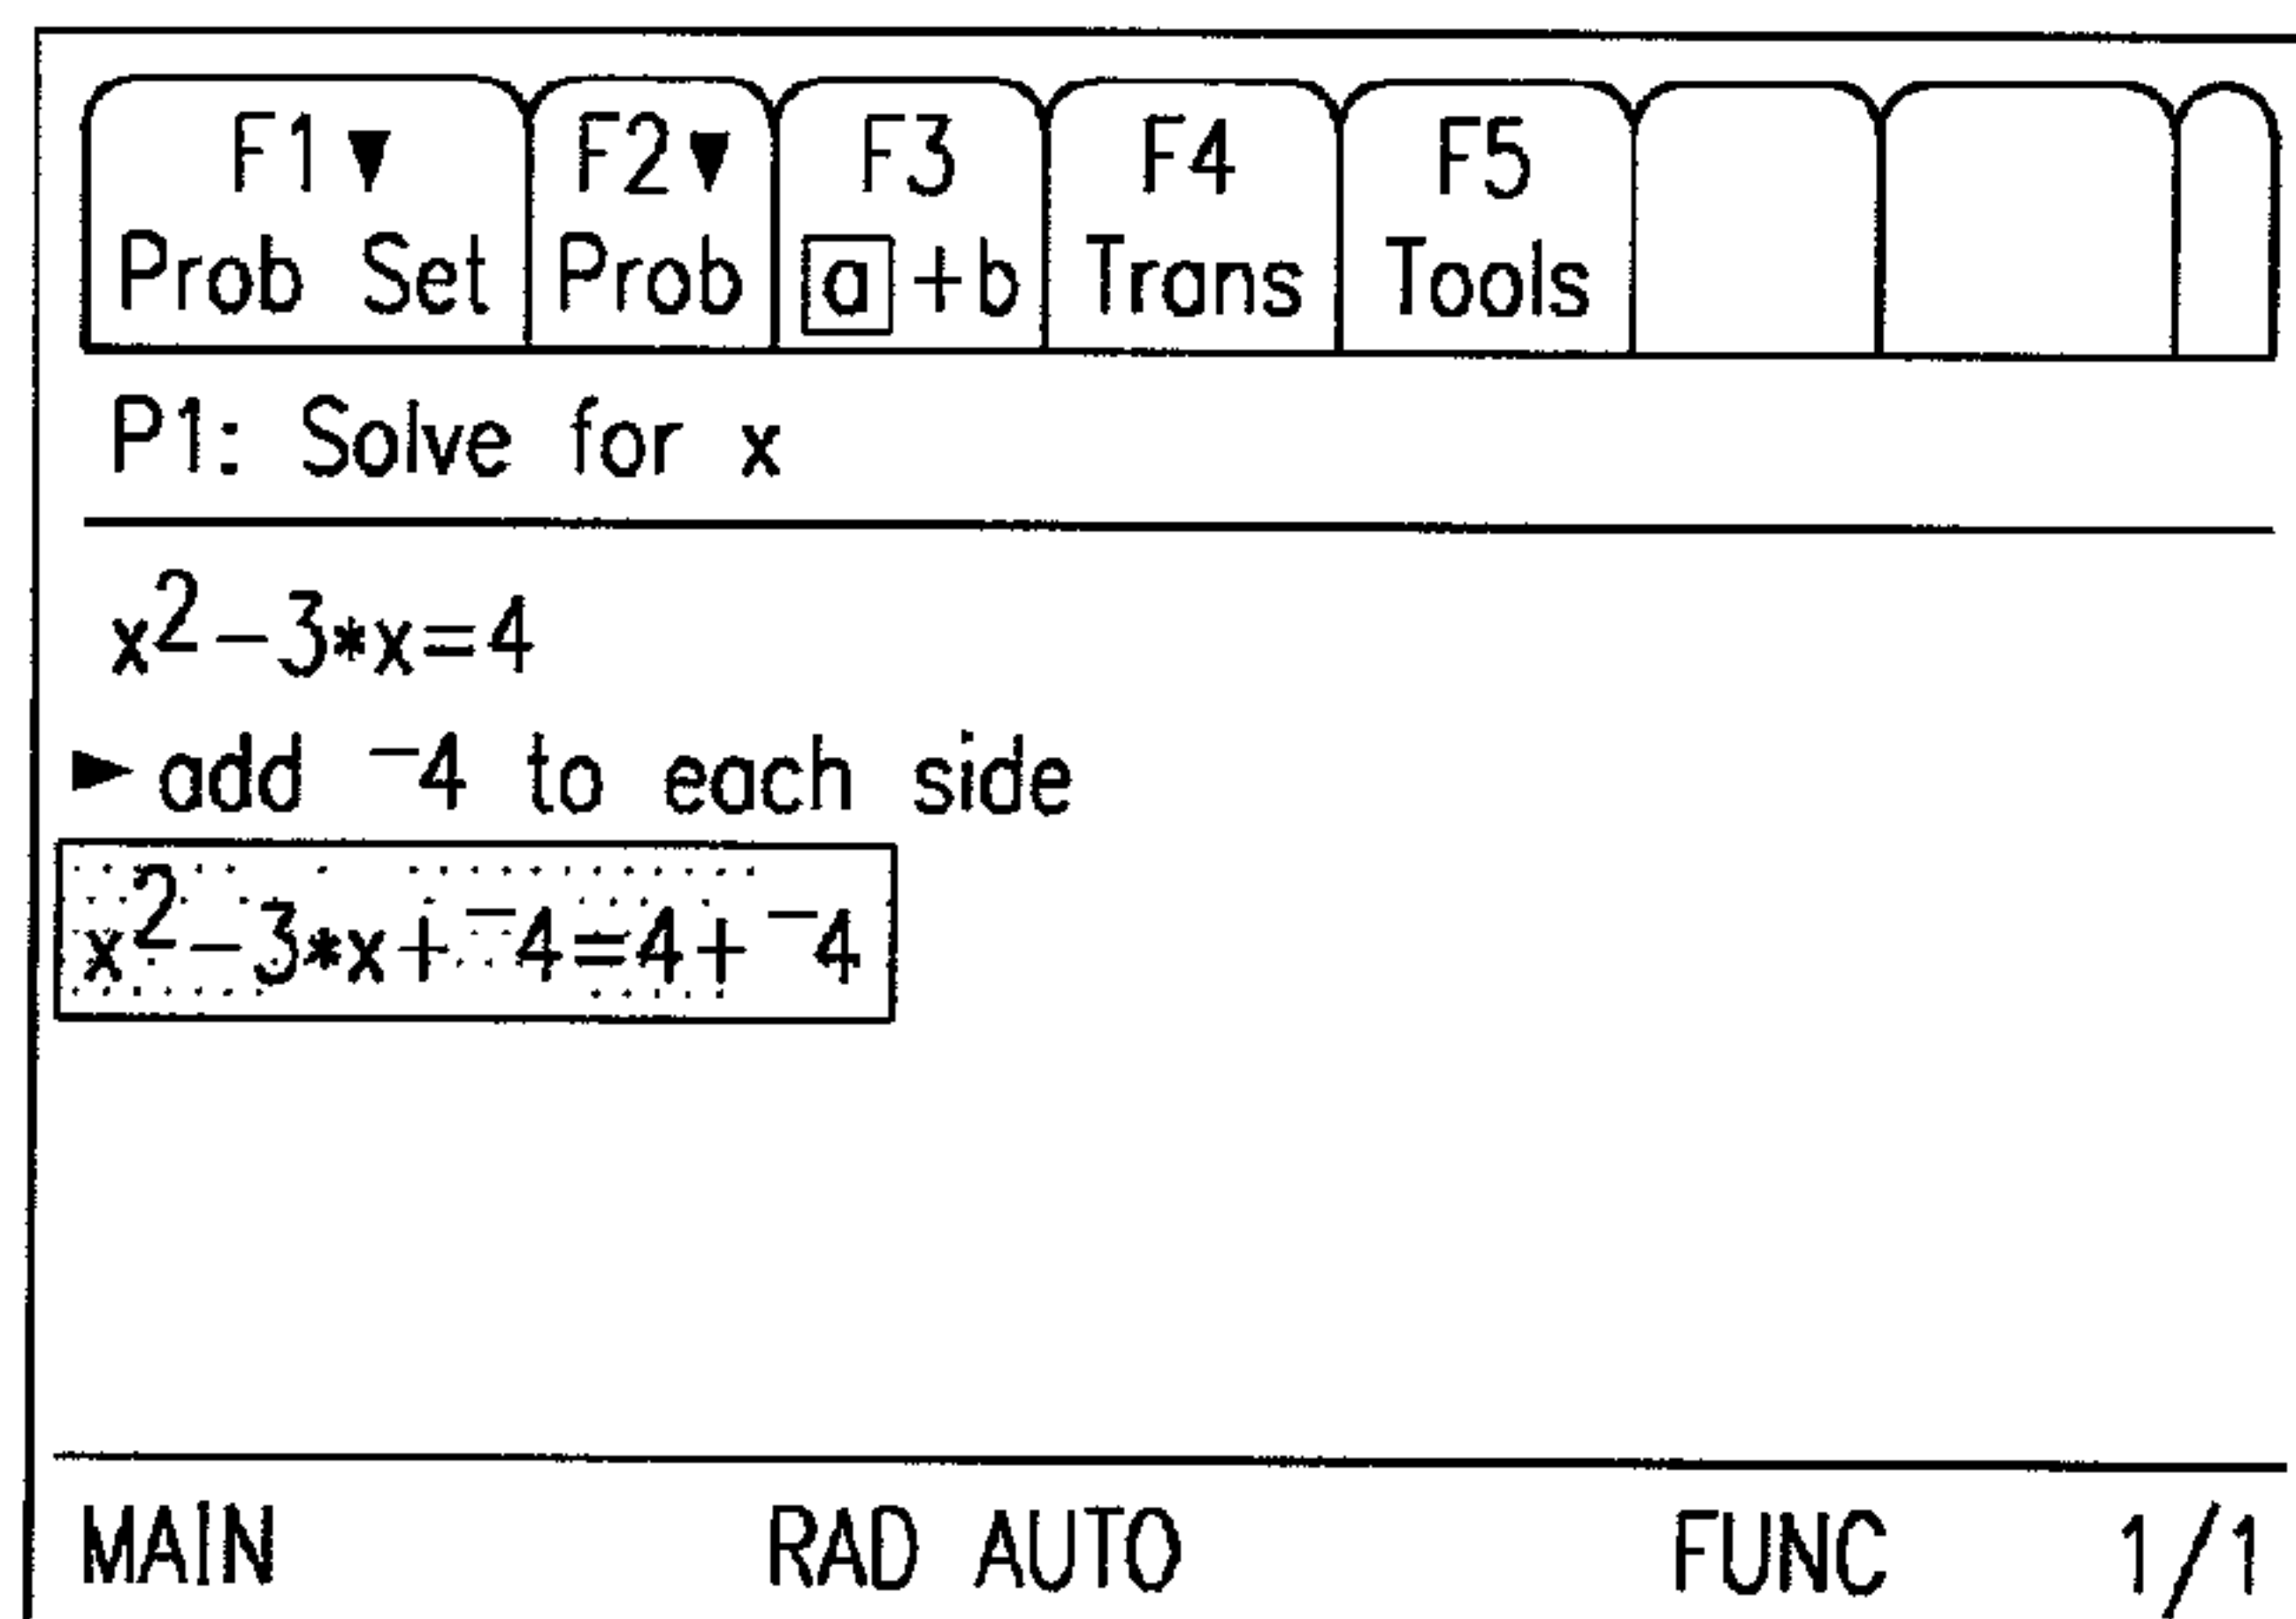 F1▼ F2▼ F3 F4 F5
Prob Set Prob a+b Trans Tools
P1: Solve for x
x²-3*x=4
►add ⁻4 to each side
x²-3*x+⁻4=4+⁻4
MAIN RAD AUTO FUNC 1/1